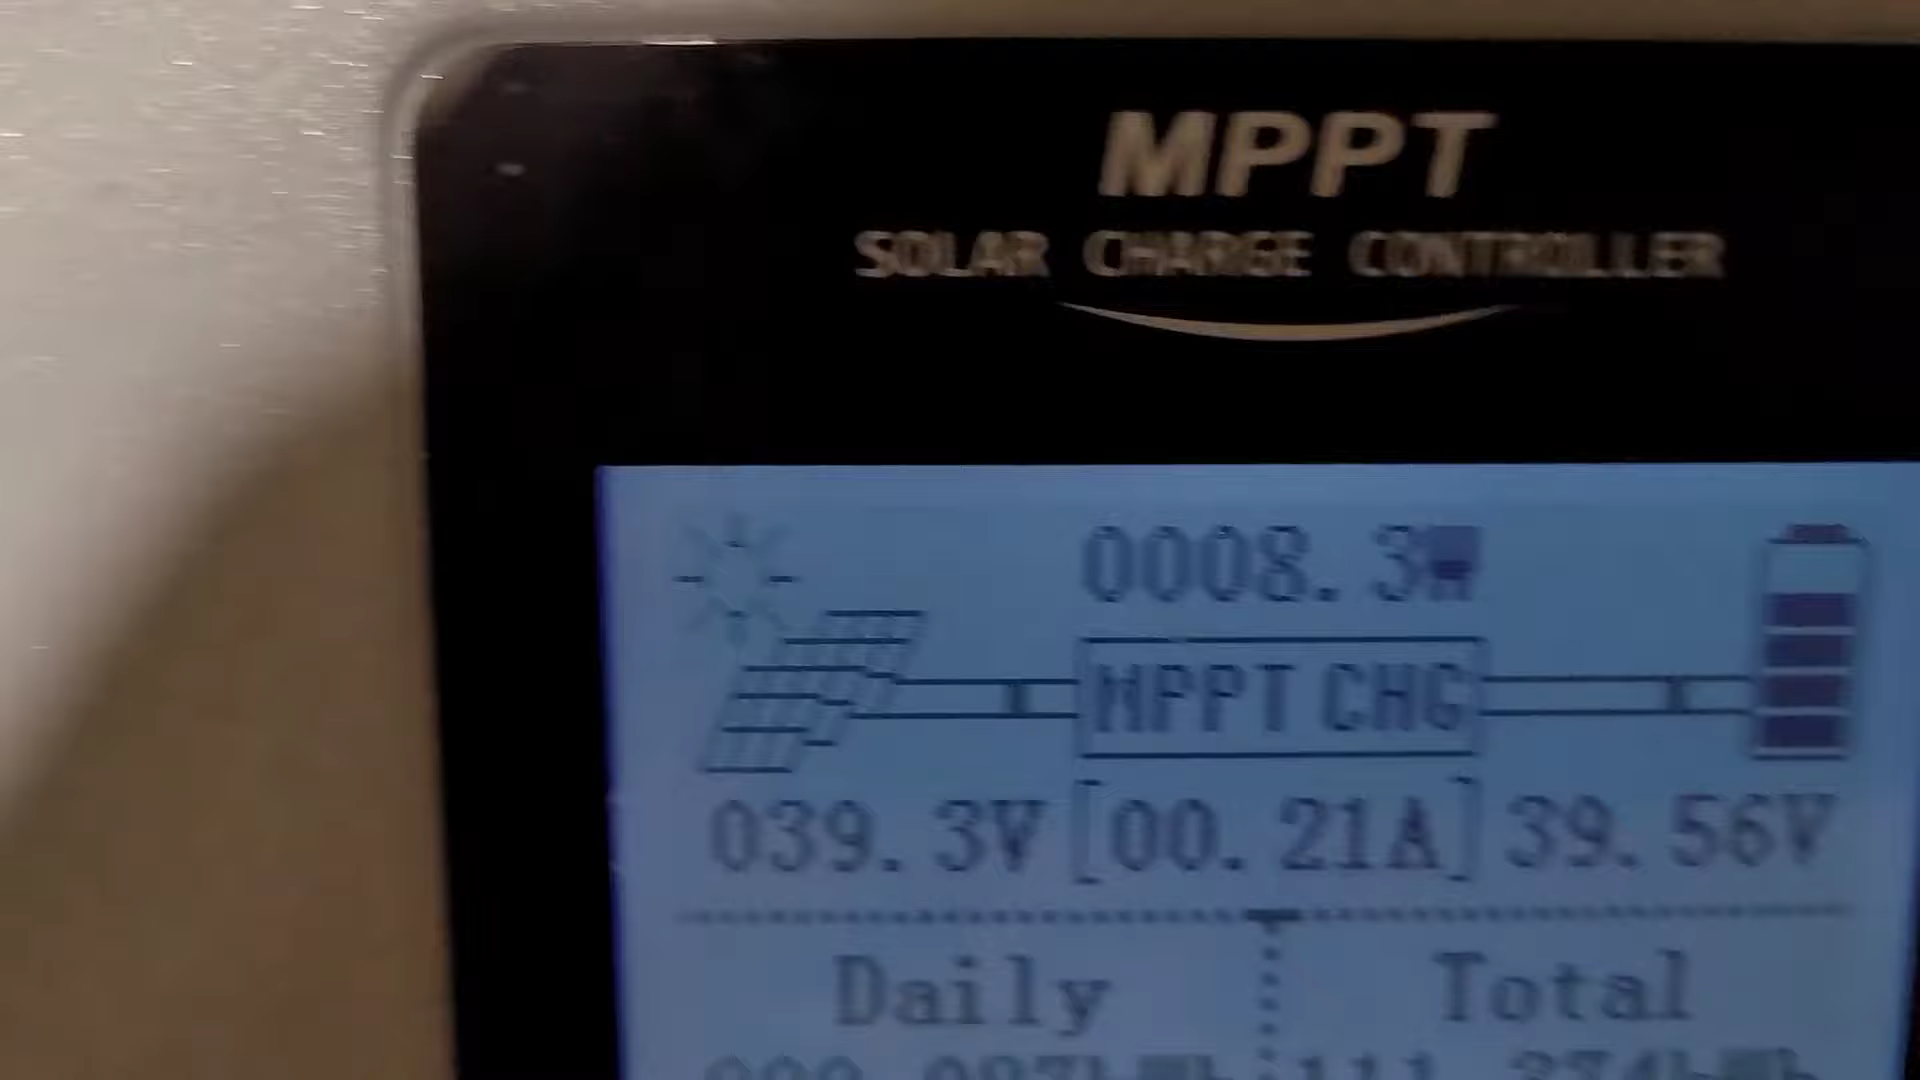 MPPT
SOLAR CHARGE CONTROLLER
0008.3W
MPPT CHG
039.3V [00.21A] 39.56V
Daily Total